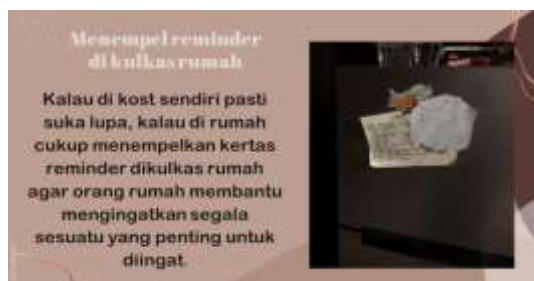 Menempel reminder
di kulkas rumah
Kalau di kost sendiri pasti
suka lupa, kalau di rumah
cukup menempelkan kertas
reminder dikulkas rumah
agar orang rumah membantu
mengingatkan segala
sesuatu yang penting untuk
diingat.